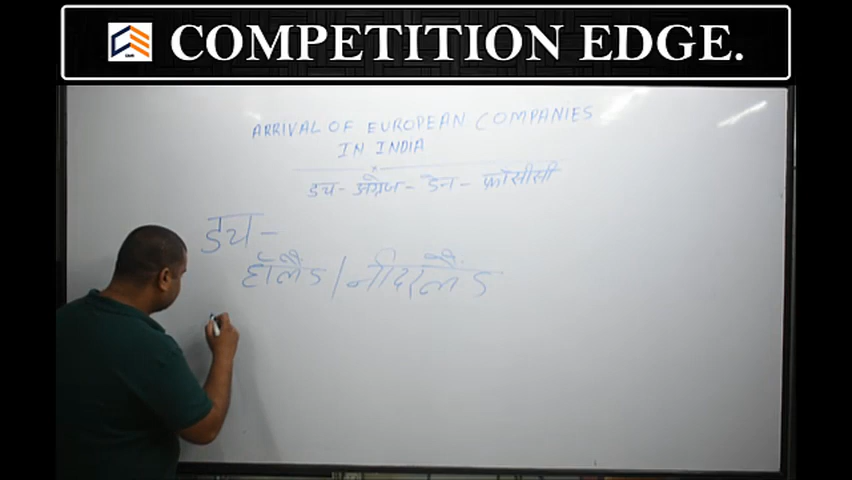 COMPETITION EDGE.
ARRIVAL OF EUROPEAN COMPANIES
IN INDIA
डच - अंग्रेज - डेन - फ्रांसीसी
डच -
हॉलैंड / नीदरलैंड